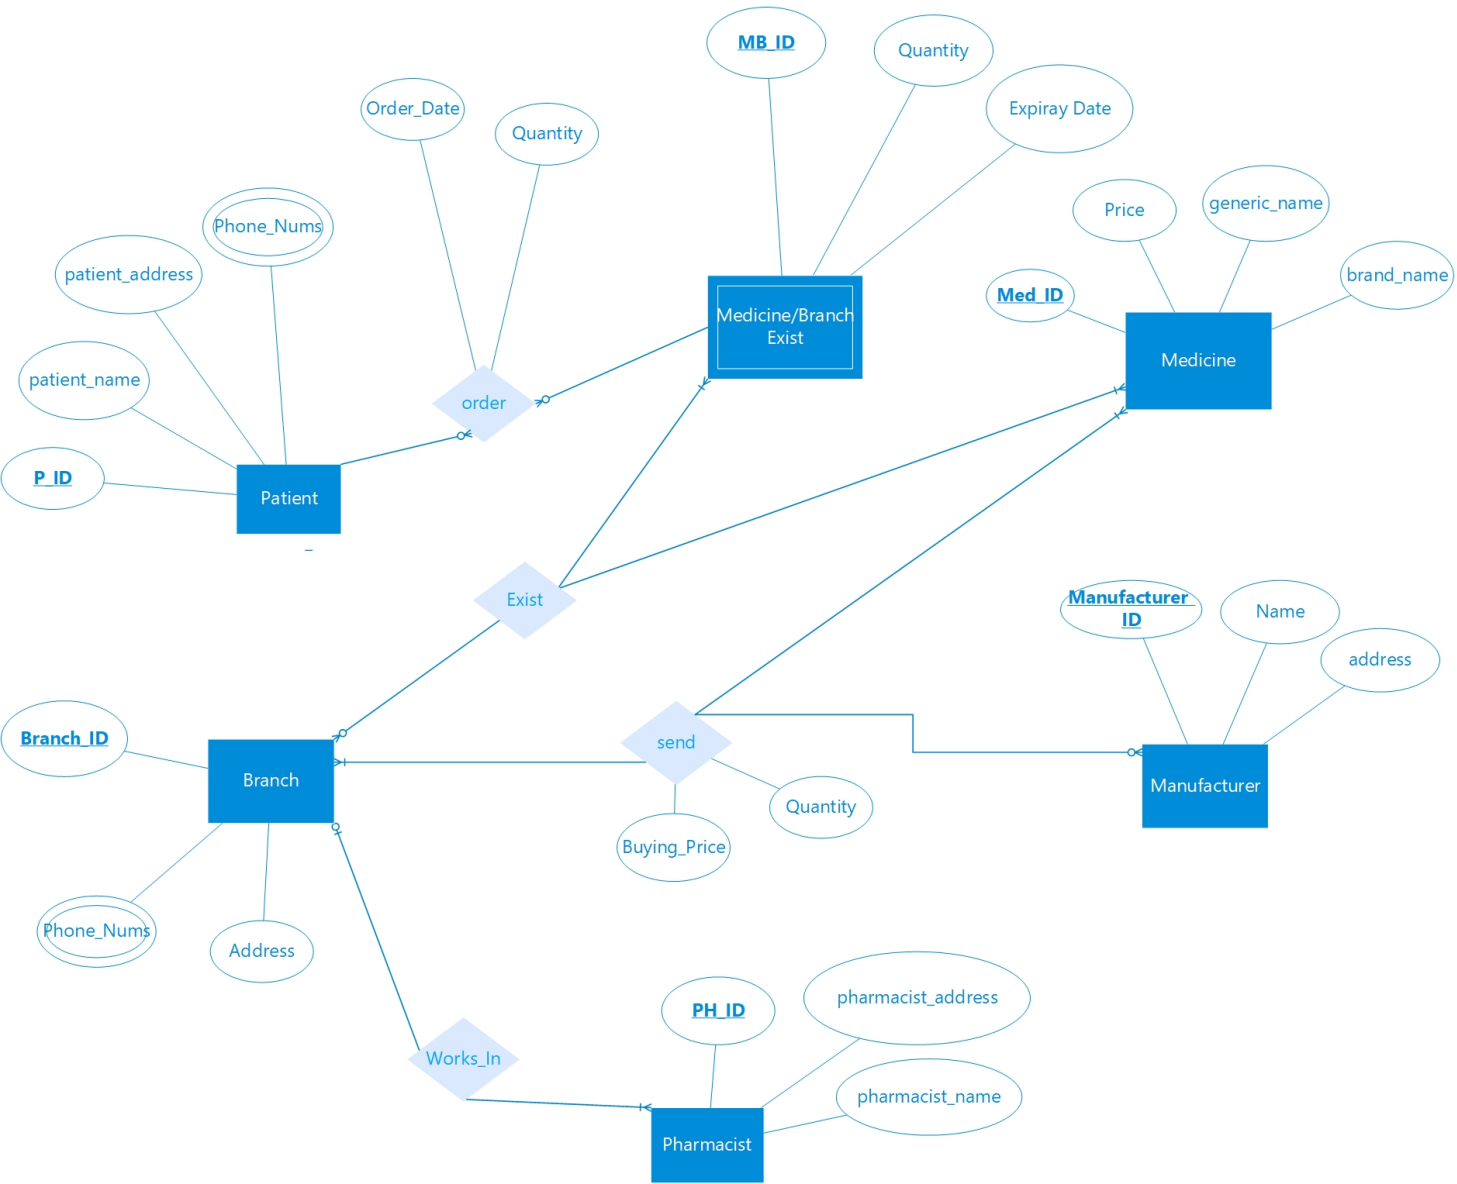 MB_ID
Quantity
Expiray Date
Order_Date
Quantity
Phone_Nums
patient_address
patient_name
P_ID
Patient
_
order
Medicine/Branch
Exist
Price
generic_name
brand_name
Med_ID
Medicine
Exist
Manufacturer_
ID
Name
address
Manufacturer
Branch_ID
Branch
Phone_Nums
Address
send
Quantity
Buying_Price
Works_In
PH_ID
pharmacist_address
pharmacist_name
Pharmacist